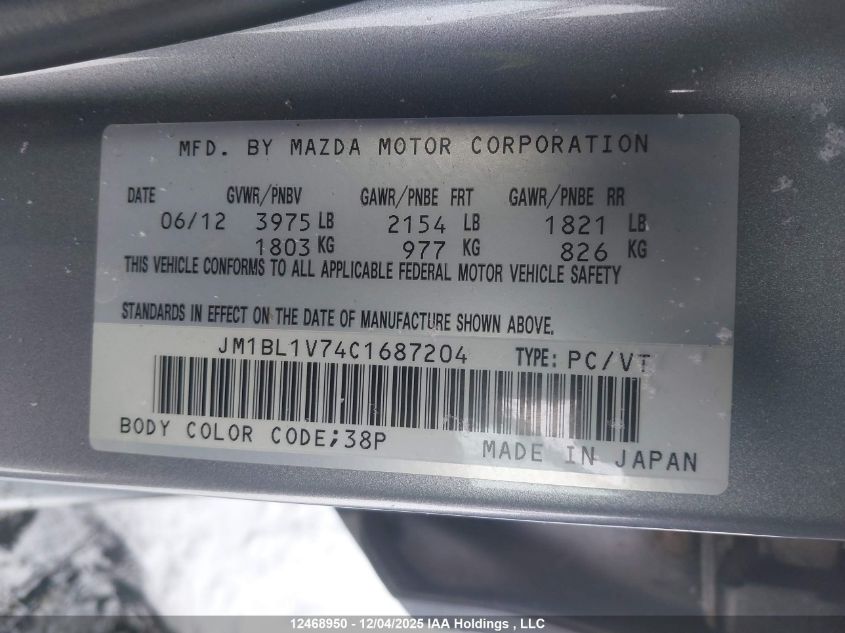 MFD. BY MAZDA MOTOR CORPORATION
DATE GVWR/PNBV GAWR/PNBE FRT GAWR/PNBE RR
06/12 3975 LB 2154 LB 1821 LB
1803 KG 977 KG 826 KG
THIS VEHICLE CONFORMS TO ALL APPLICABLE FEDERAL MOTOR VEHICLE SAFETY
STANDARDS IN EFFECT ON THE DATE OF MANUFACTURE SHOWN ABOVE.
JM1BL1V74C1687204 TYPE: PC/VT
BODY COLOR CODE;38P
MADE IN JAPAN
12468950 - 12/04/2025 IAA Holdings , LLC